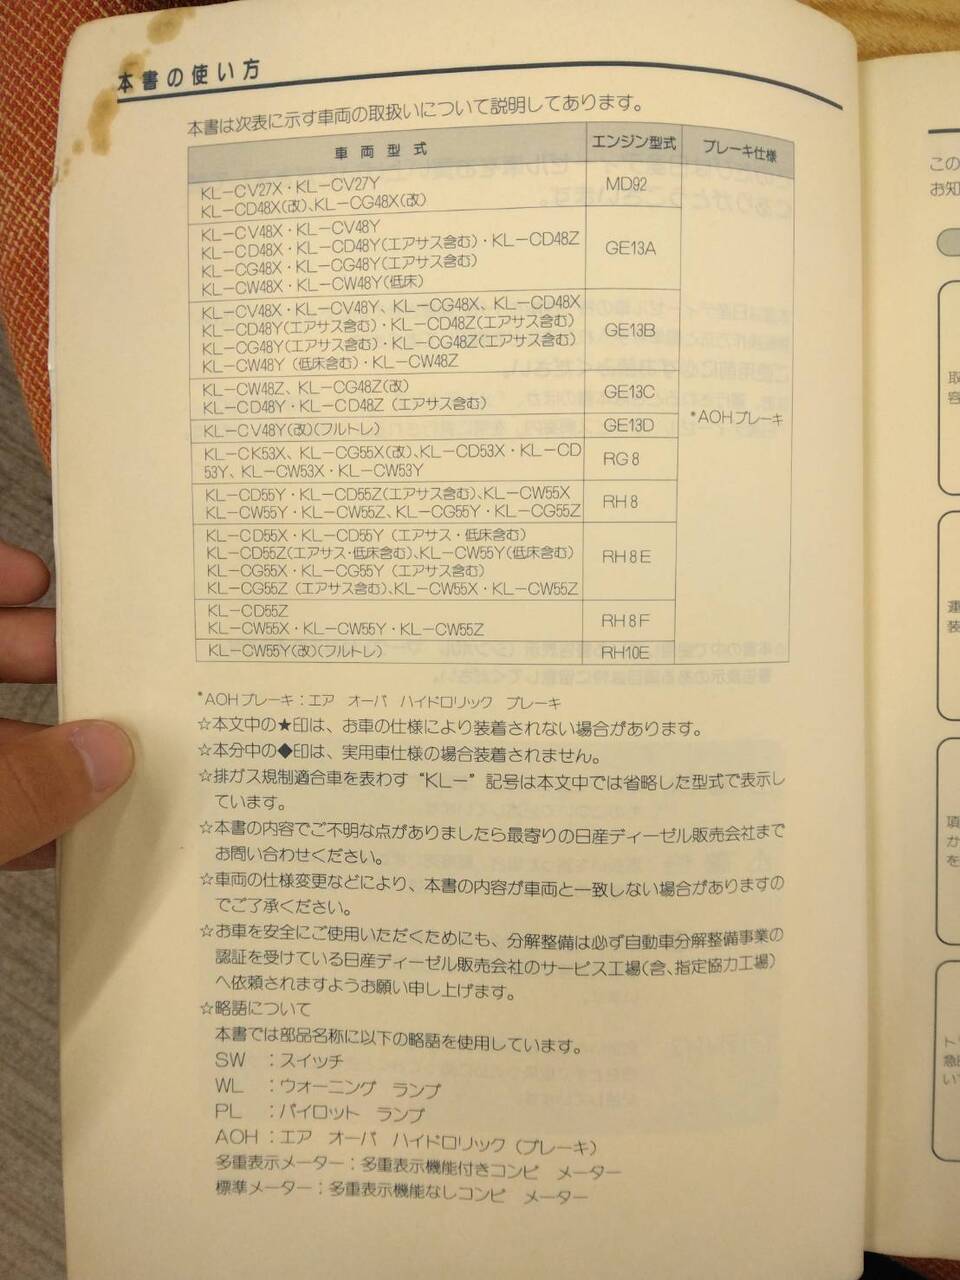 本書の使い方
本書は次表に示す車両の取扱いについて説明してあります。
車両型式 エンジン型式 ブレーキ仕様
KL－CV27X・KL－CV27Y
KL－CD48X(改)、KL－CG48X(改)
MD92
KL－CV48X・KL－CV48Y
KL－CD48X・KL－CD48Y(エアサス含む)・KL－CD48Z
KL－CG48X・KL－CG48Y(エアサス含む)
KL－CW48X・KL－CW48Y(低床)
GE13A
KL－CV48X・KL－CV48Y、KL－CG48X、KL－CD48X
KL－CD48Y(エアサス含む)・KL－CD48Z(エアサス含む)
KL－CG48Y(エアサス含む)・KL－CG48Z(エアサス含む)
KL－CW48Y (低床含む)・KL－CW48Z
GE13B
KL－CW48Z、KL－CG48Z(改)
KL－CD48Y・KL－CD48Z (エアサス含む)
GE13C
*AOHブレーキ
KL－CV48Y(改)(フルトレ)
GE13D
KL－CK53X、KL－CG55X(改)、KL－CD53X・KL－CD
53Y、KL－CW53X・KL－CW53Y
RG8
KL－CD55Y・KL－CD55Z(エアサス含む)、KL－CW55X
KL－CW55Y・KL－CW55Z、KL－CG55Y・KL－CG55Z
RH8
KL－CD55X・KL－CD55Y (エアサス・低床含む)
KL－CD55Z(エアサス・低床含む)、KL－CW55Y(低床含む)
KL－CG55X・KL－CG55Y (エアサス含む)
KL－CG55Z (エアサス含む)、KL－CW55X・KL－CW55Z
RH8E
KL－CD55Z
KL－CW55X・KL－CW55Y・KL－CW55Z
RH8F
KL－CW55Y(改)(フルトレ)
RH10E
*AOHブレーキ：エア オーバ ハイドロリック ブレーキ
☆本文中の★印は、お車の仕様により装着されない場合があります。
☆本分中の◆印は、実用車仕様の場合装着されません。
☆排ガス規制適合車を表わす“KL－”記号は本文中では省略した型式で表示し
ています。
☆本書の内容でご不明な点がありましたら最寄りの日産ディーゼル販売会社まで
お問い合わせください。
☆車両の仕様変更などにより、本書の内容が車両と一致しない場合がありますの
でご了承ください。
☆お車を安全にご使用いただくためにも、分解整備は必ず自動車分解整備事業の
認証を受けている日産ディーゼル販売会社のサービス工場(含、指定協力工場)
へ依頼されますようお願い申し上げます。
☆略語について
本書では部品名称に以下の略語を使用しています。
SW ：スイッチ
WL ：ウオーニング ランプ
PL ：パイロット ランプ
AOH：エア オーバ ハイドロリック (ブレーキ)
多重表示メーター：多重表示機能付きコンビ メーター
標準メーター：多重表示機能なしコンビ メーター
この
お知